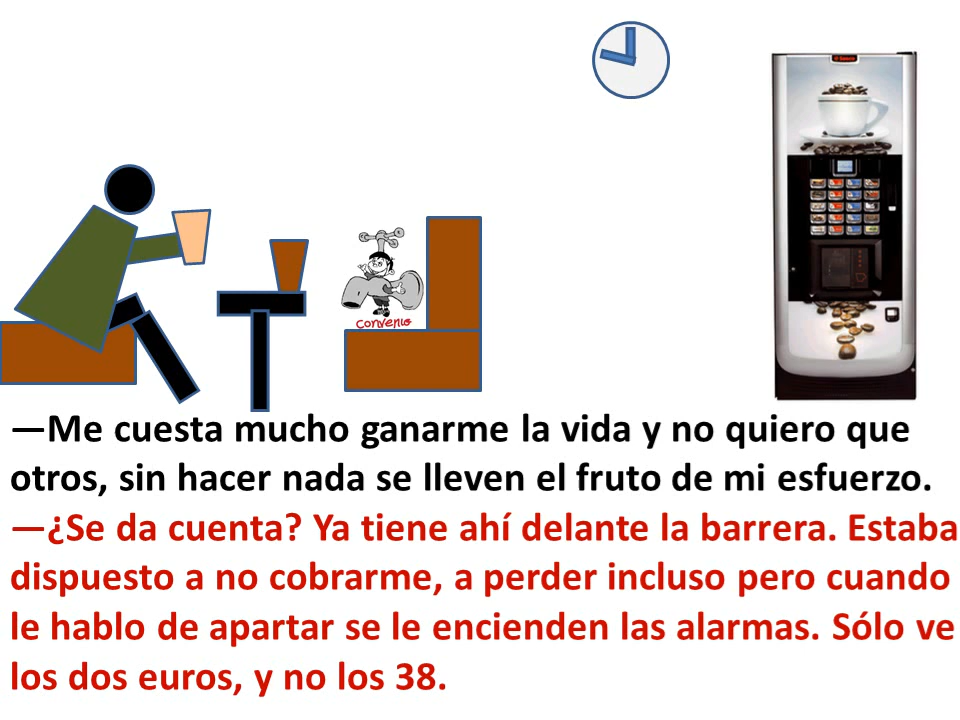 Convenio
—Me cuesta mucho ganarme la vida y no quiero que
otros, sin hacer nada se lleven el fruto de mi esfuerzo.
—¿Se da cuenta? Ya tiene ahí delante la barrera. Estaba
dispuesto a no cobrarme, a perder incluso pero cuando
le hablo de apartar se le encienden las alarmas. Sólo ve
los dos euros, y no los 38.